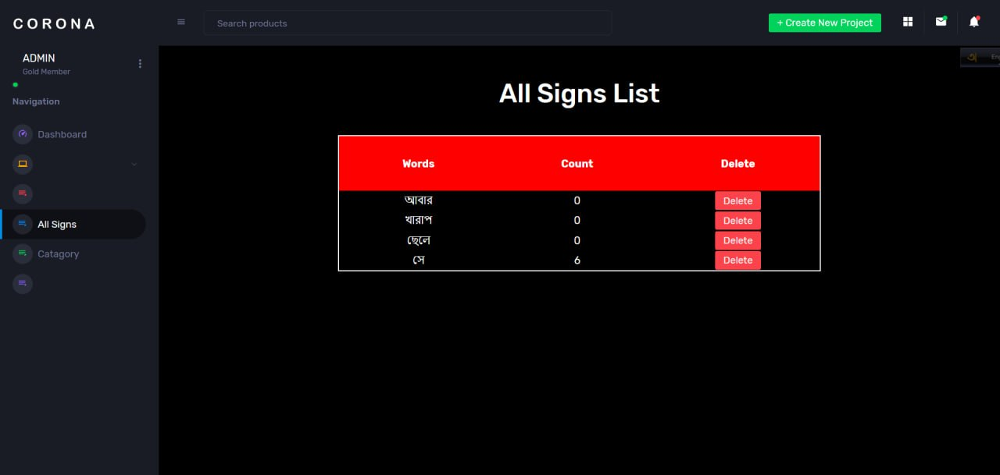 CORONA
Search products
+ Create New Project
ADMIN
Gold Member
Navigation
Dashboard
All Signs
Catagory
All Signs List
Words Count Delete
আবার 0 Delete
খারাপ 0 Delete
ছেলে 0 Delete
সে 6 Delete
অ